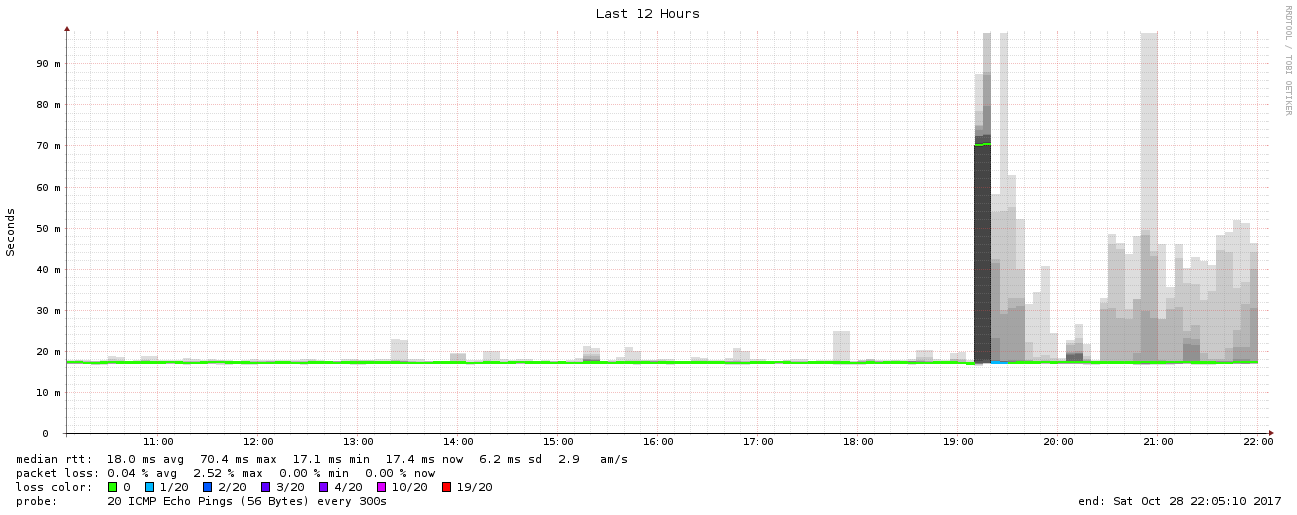 Last 12 Hours
RRDTOOL / TOBI OETIKER
Seconds
90 m
80 m
70 m
60 m
50 m
40 m
30 m
20 m
10 m
0
11:00 12:00 13:00 14:00 15:00 16:00 17:00 18:00 19:00 20:00 21:00 22:00
median rtt: 18.0 ms avg 70.4 ms max 17.1 ms min 17.4 ms now 6.2 ms sd 2.9 am/s
packet loss: 0.04 % avg 2.52 % max 0.00 % min 0.00 % now
loss color: 0 1/20 2/20 3/20 4/20 10/20 19/20
probe: 20 ICMP Echo Pings (56 Bytes) every 300s end: Sat Oct 28 22:05:10 2017